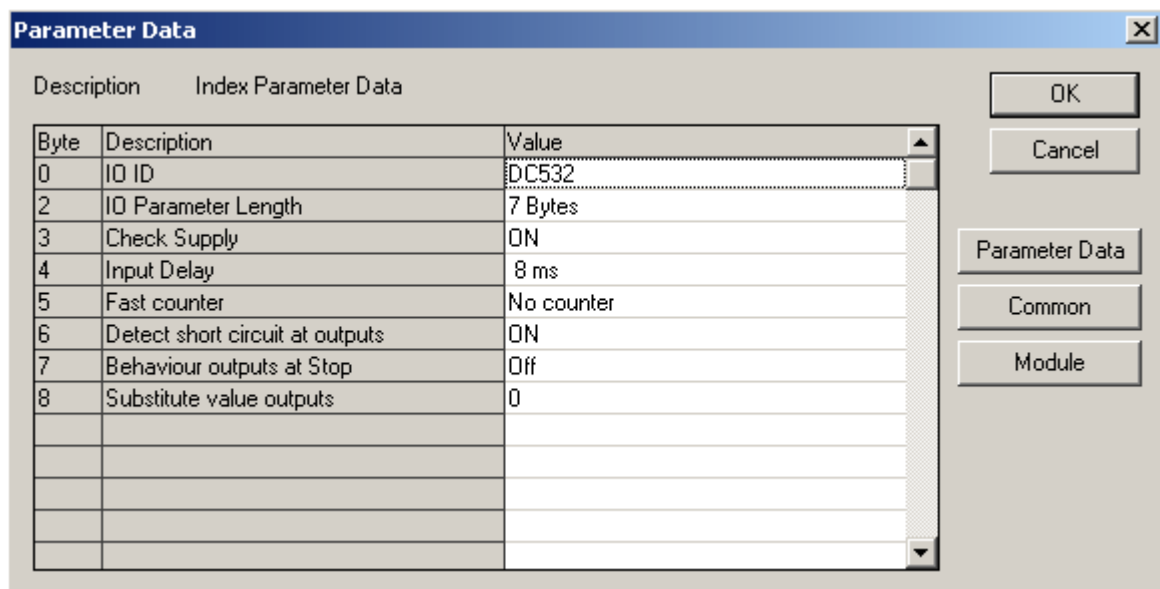 Parameter Data
Description Index Parameter Data
OK
Cancel
Byte Description Value
0 IO ID DC532
2 IO Parameter Length 7 Bytes
3 Check Supply ON
4 Input Delay 8 ms
5 Fast counter No counter
6 Detect short circuit at outputs ON
7 Behaviour outputs at Stop Off
8 Substitute value outputs 0
Parameter Data
Common
Module